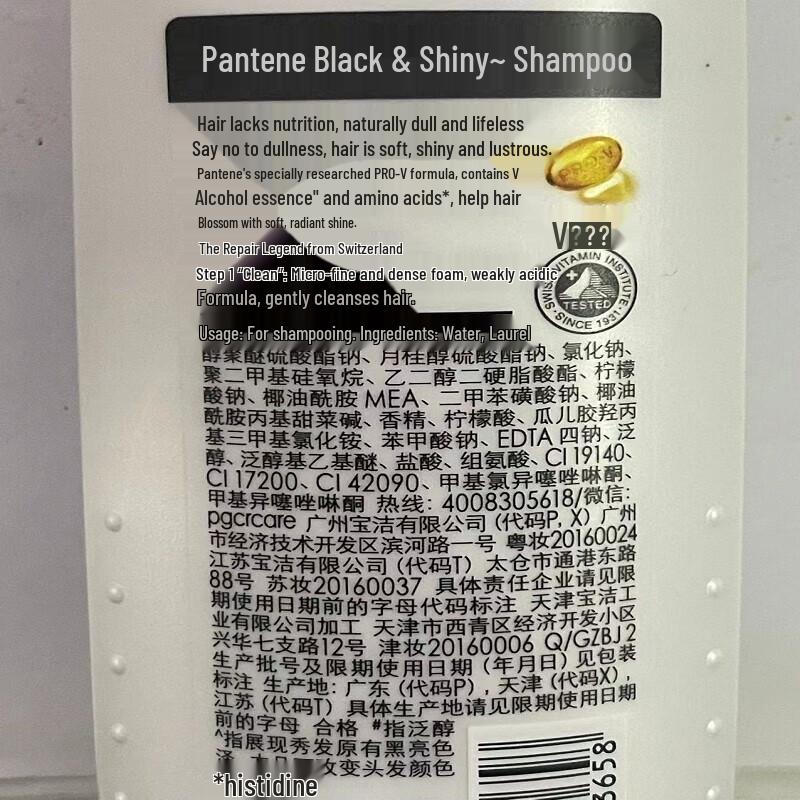 Pantene Black & Shiny~ Shampoo
Hair lacks nutrition, naturally dull and lifeless
Say no to dullness, hair is soft, shiny and lustrous.
Pantene's specially researched PRO-V formula, contains V
Alcohol essence" and amino acids*, help hair
Blossom with soft, radiant shine.
The Repair Legend from Switzerland
Step 1 “Clean”: Micro-fine and dense foam, weakly acidic
Formula, gently cleanses hair.
Usage: For shampooing. Ingredients: Water, Laurel
PRO-V
V???
SWISS VITAMIN INSTITUTE
TESTED
·SINCE 1931·
醇聚醚硫酸酯钠、月桂醇硫酸酯钠、氯化钠、
聚二甲基硅氧烷、乙二醇二硬脂酸酯、柠檬
酸钠、椰油酰胺 MEA、二甲苯磺酸钠、椰油
酰胺丙基甜菜碱、香精、柠檬酸、瓜儿胶羟丙
基三甲基氯化铵、苯甲酸钠、EDTA 四钠、泛
醇、泛醇基乙基醚、盐酸、组氨酸、CI 19140、
CI 17200、CI 42090、甲基氯异噻唑啉酮、
甲基异噻唑啉酮 热线: 4008305618/微信:
pgcrcare 广州宝洁有限公司 (代码P, X) 广州
市经济技术开发区滨河路一号 粤妆20160024
江苏宝洁有限公司 (代码T) 太仓市通港东路
88号 苏妆20160037 具体责任企业请见限
期使用日期前的字母代码标注 天津宝洁工
业有限公司加工 天津市西青区经济开发小区
兴华七支路12号 津妆20160006 Q/GZBJ 2
生产批号及限期使用日期 (年月日) 见包装
标注 生产地: 广东 (代码P) , 天津 (代码X) ,
江苏 (代码T) 具体生产地请见限期使用日期
前的字母 合格 #指泛醇
^指展现秀发原有黑亮色
改变头发颜色
*histidine
3658